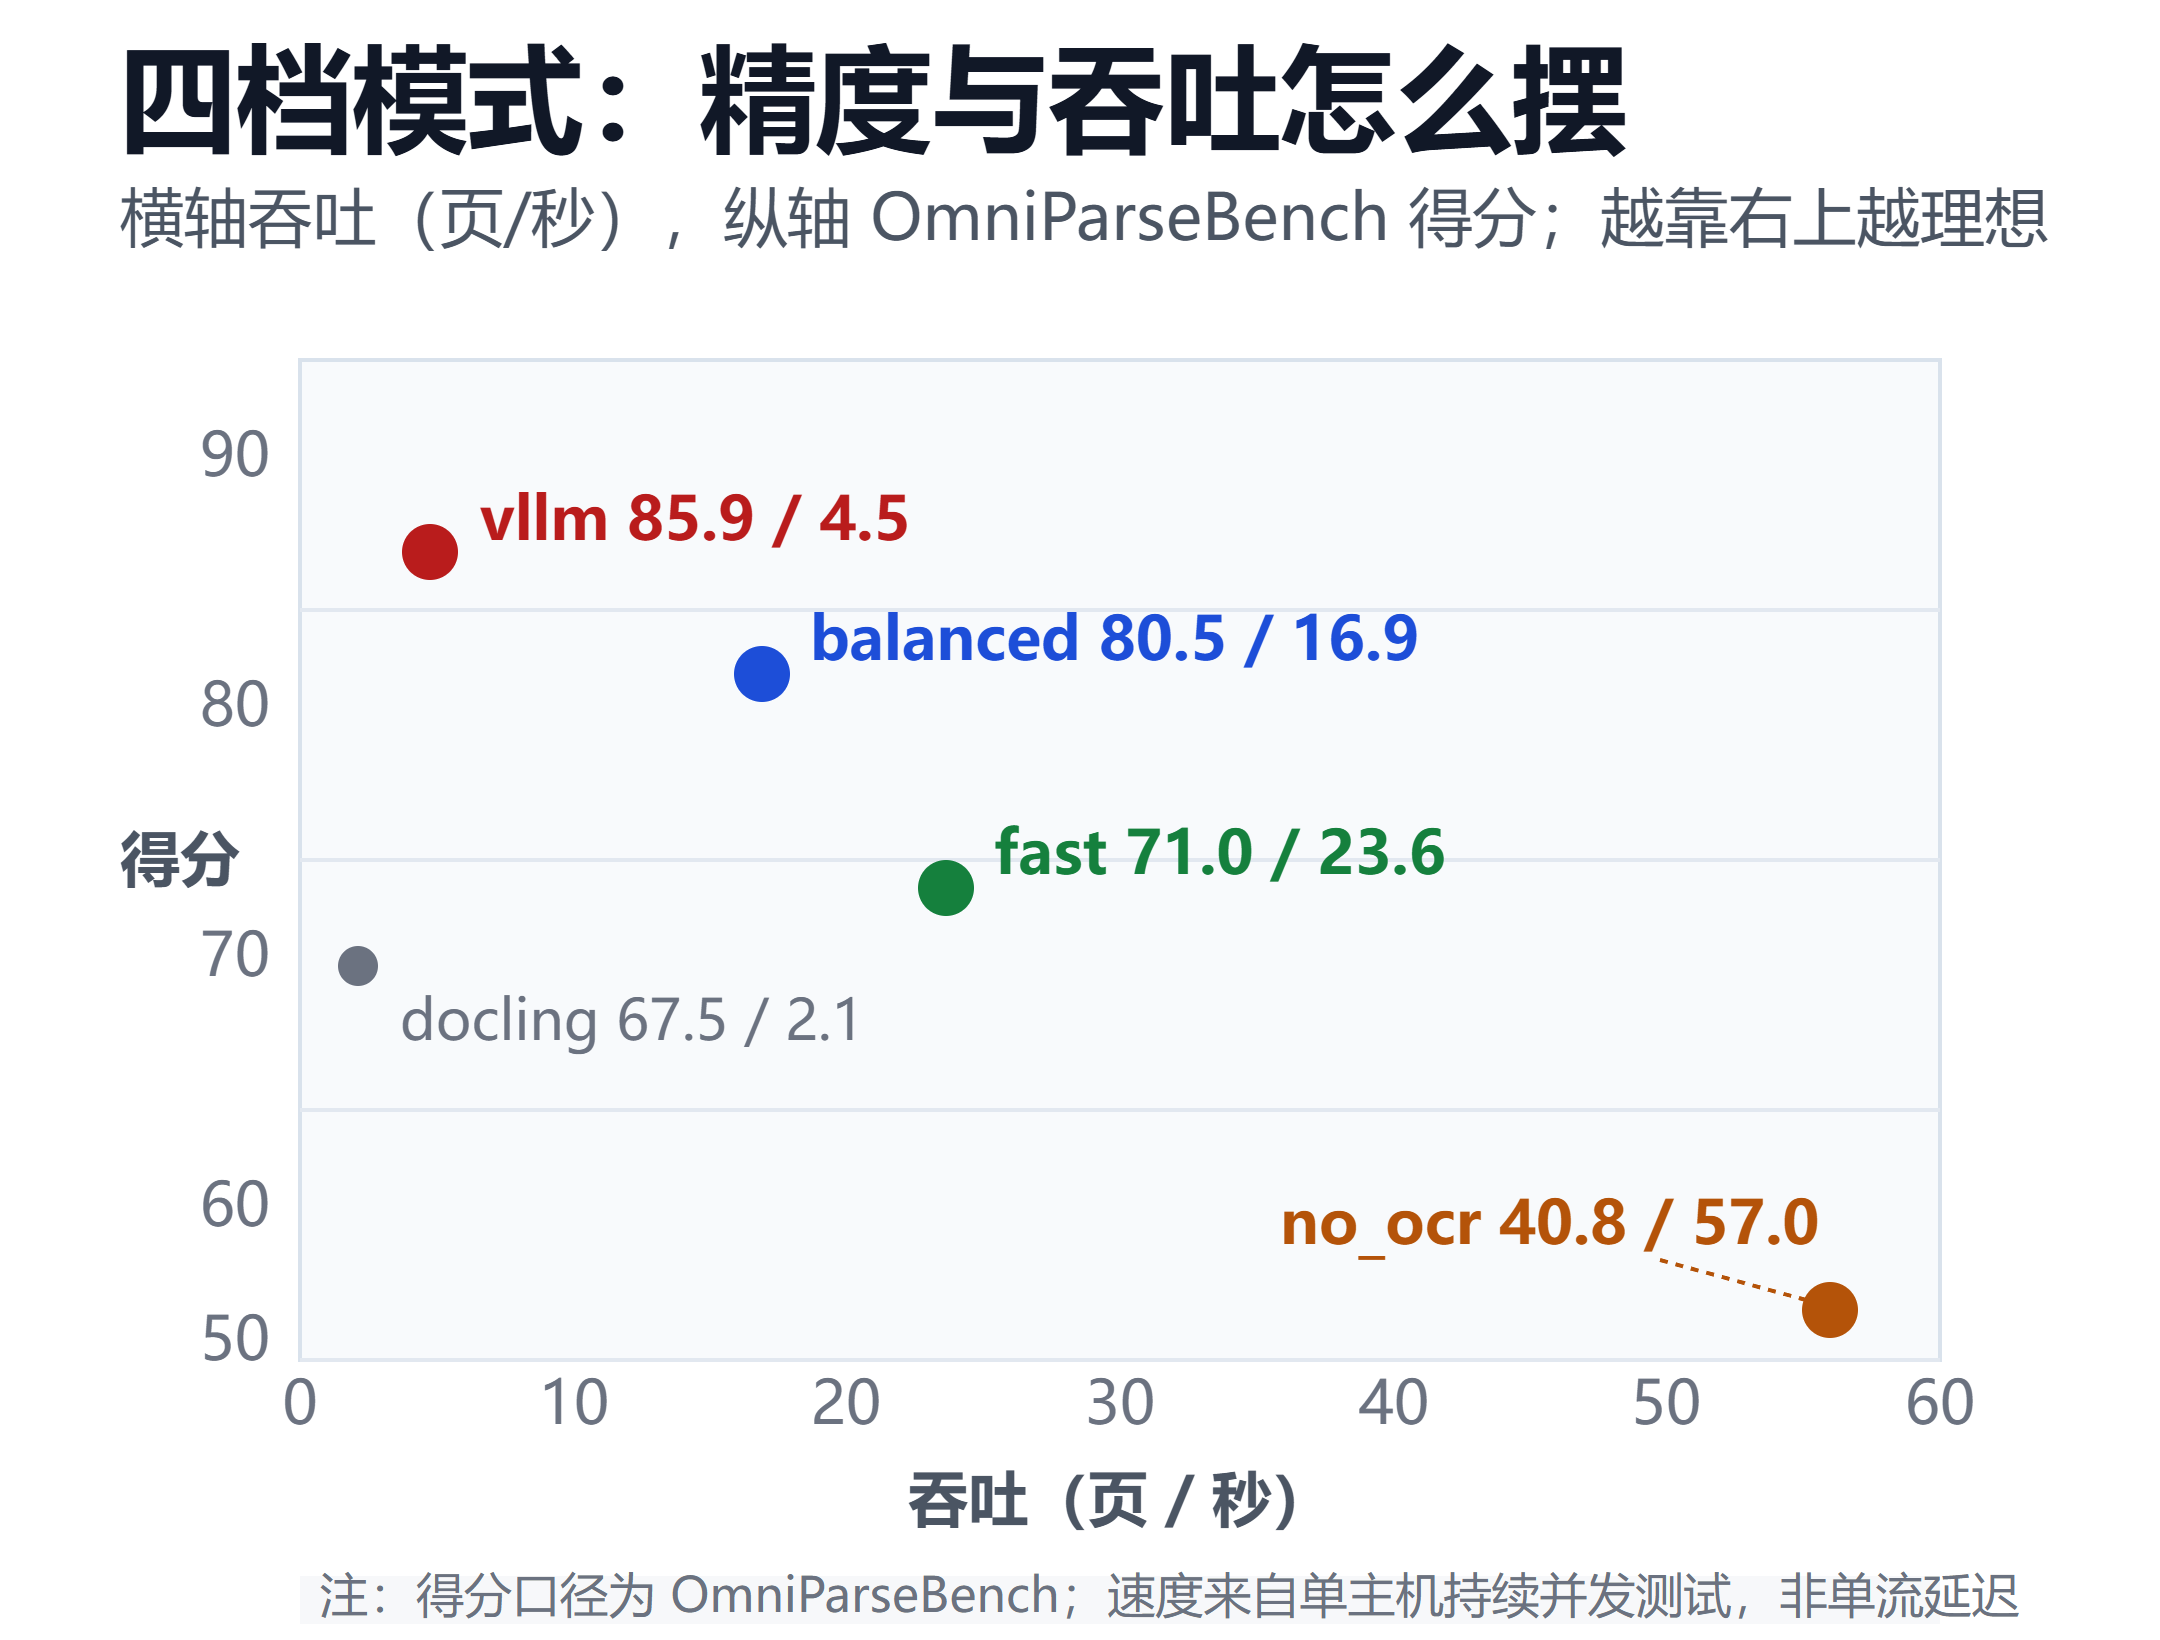 四档模式：精度与吞吐怎么摆
横轴吞吐（页/秒），纵轴 OmniParseBench 得分；越靠右上越理想
90
vllm 85.9 / 4.5
balanced 80.5 / 16.9
80
fast 71.0 / 23.6
得分
70
docling 67.5 / 2.1
60
no_ocr 40.8 / 57.0
50
0 10 20 30 40 50 60
吞吐（页 / 秒）
注：得分口径为 OmniParseBench；速度来自单主机持续并发测试，非单流延迟